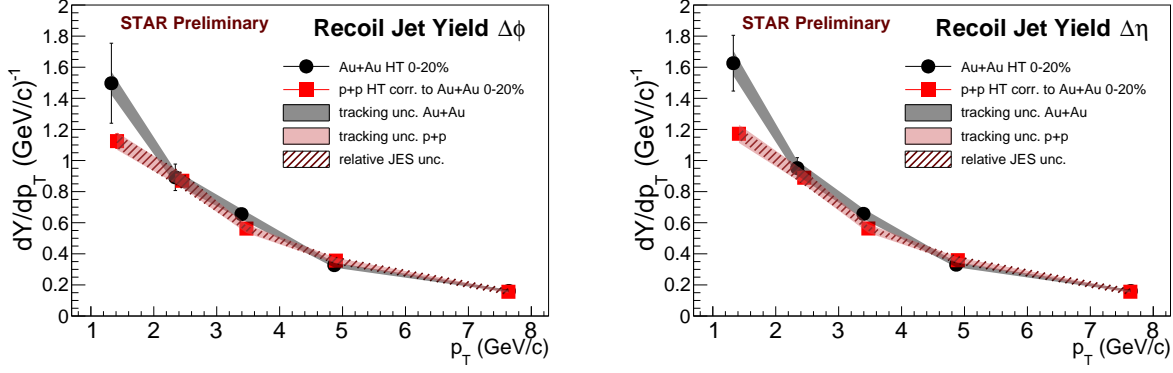 STAR Preliminary
Recoil Jet Yield Δϕ
Au+Au HT 0-20%
p+p HT corr. to Au+Au 0-20%
tracking unc. Au+Au
tracking unc. p+p
relative JES unc.
dY/dp_T (GeV/c)^-1
1.8
1.6
1.4
1.2
1
0.8
0.6
0.4
0.2
0
1 2 3 4 5 6 7 8
p_T (GeV/c)
STAR Preliminary
Recoil Jet Yield Δη
Au+Au HT 0-20%
p+p HT corr. to Au+Au 0-20%
tracking unc. Au+Au
tracking unc. p+p
relative JES unc.
dY/dp_T (GeV/c)^-1
2
1.8
1.6
1.4
1.2
1
0.8
0.6
0.4
0.2
0
1 2 3 4 5 6 7 8
p_T (GeV/c)